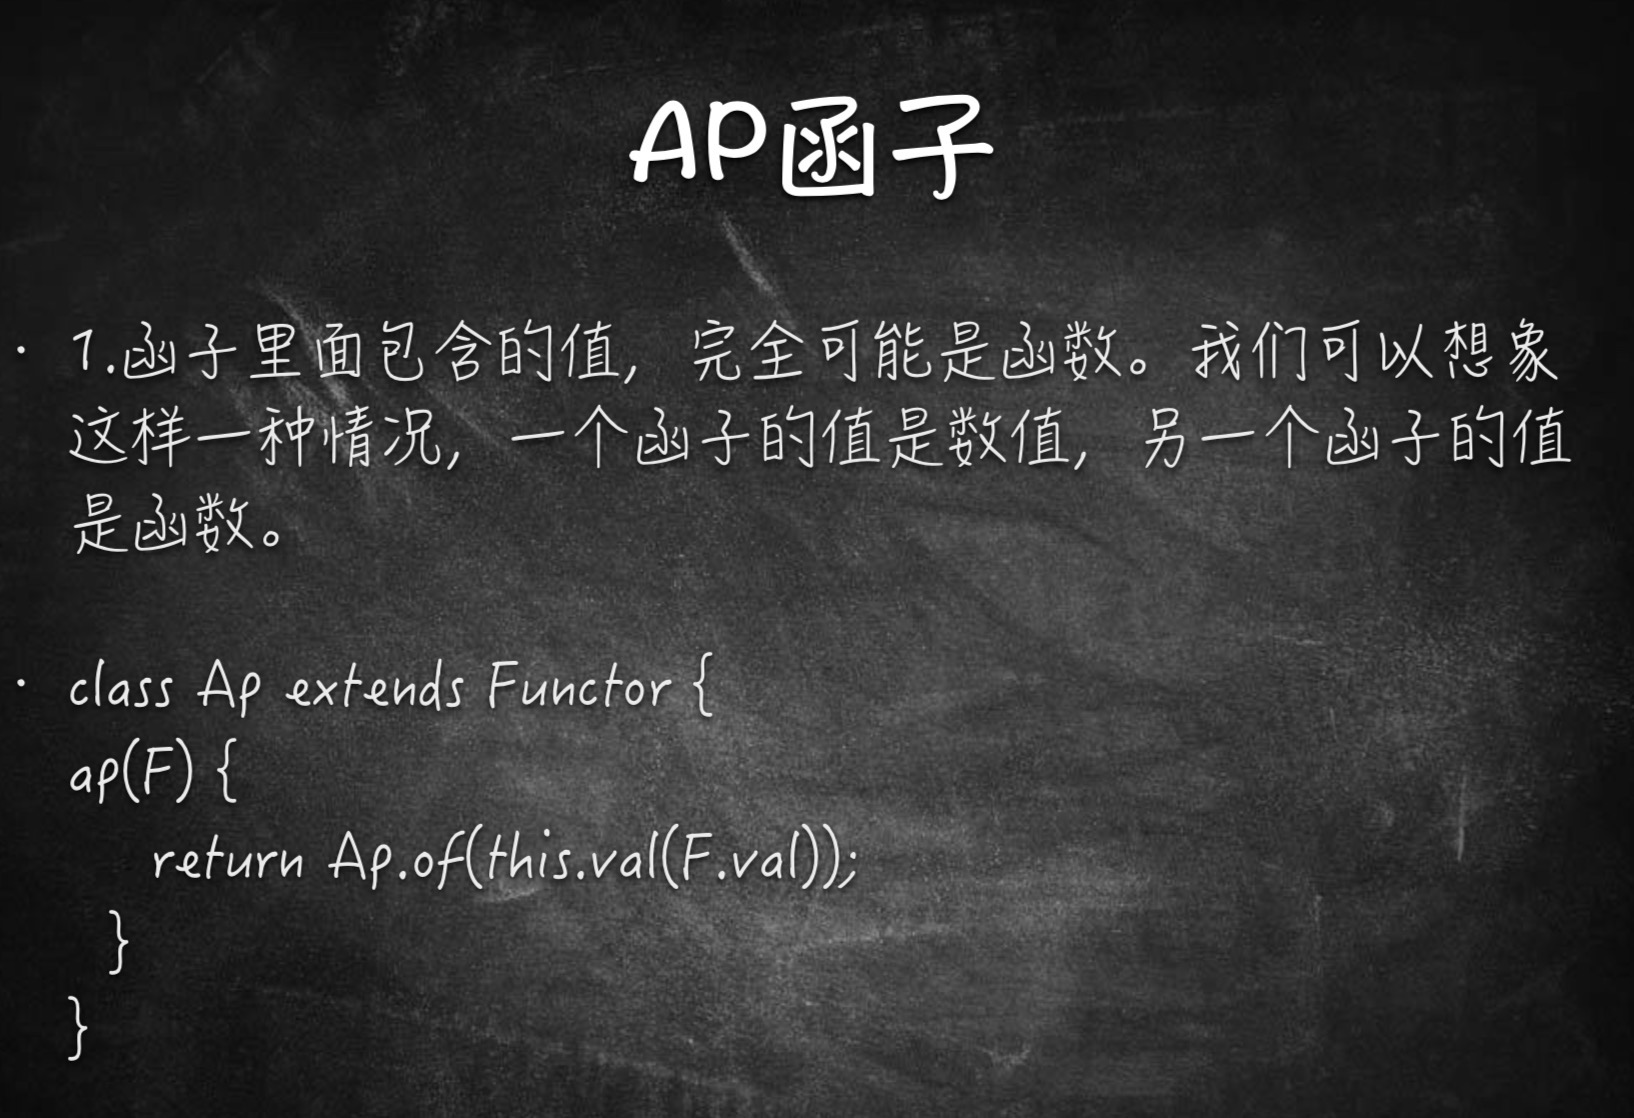 AP函子
· 1.函子里面包含的值，完全可能是函数。我们可以想象
这样一种情况，一个函子的值是数值，另一个函子的值
是函数。
· class Ap extends Functor {
ap(F) {
return Ap.of(this.val(F.val));
}
}